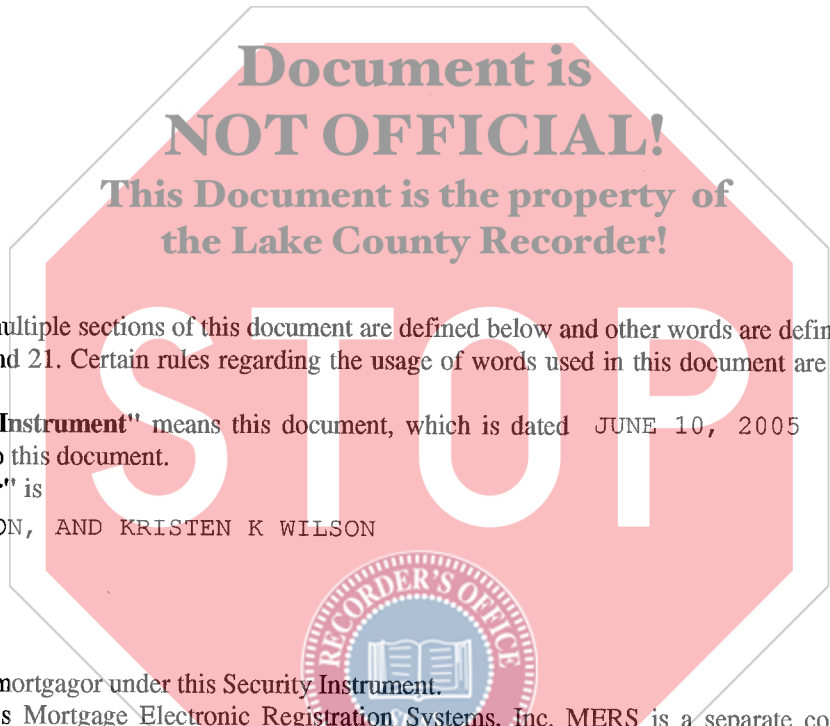 Document is
NOT OFFICIAL!
This Document is the property of
the Lake County Recorder!
STOP
ultiple sections of this document are defined below and other words are defin
nd 21. Certain rules regarding the usage of words used in this document are
Instrument" means this document, which is dated JUNE 10, 2005
this document.
" is
ON, AND KRISTEN K WILSON
RECORDER'S OFFICE
mortgagor under this Security Instrument.
s Mortgage Electronic Registration Systems, Inc. MERS is a separate co